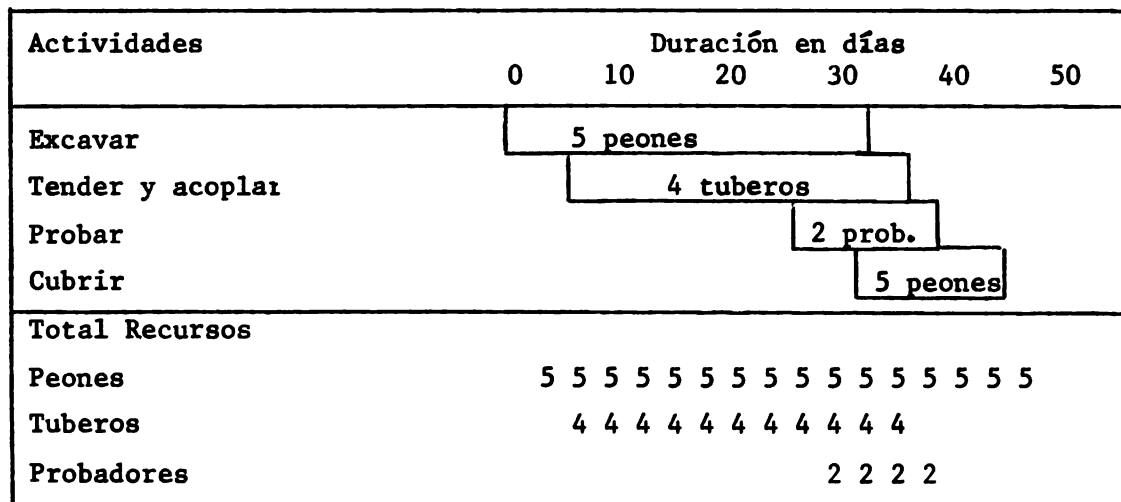 Actividades Duración en días
0 10 20 30 40 50
Excavar 5 peones
Tender y acoplar 4 tuberos
Probar 2 prob.
Cubrir 5 peones
Total Recursos
Peones 5 5 5 5 5 5 5 5 5 5 5 5 5 5 5 5
Tuberos 4 4 4 4 4 4 4 4 4 4 4
Probadores 2 2 2 2